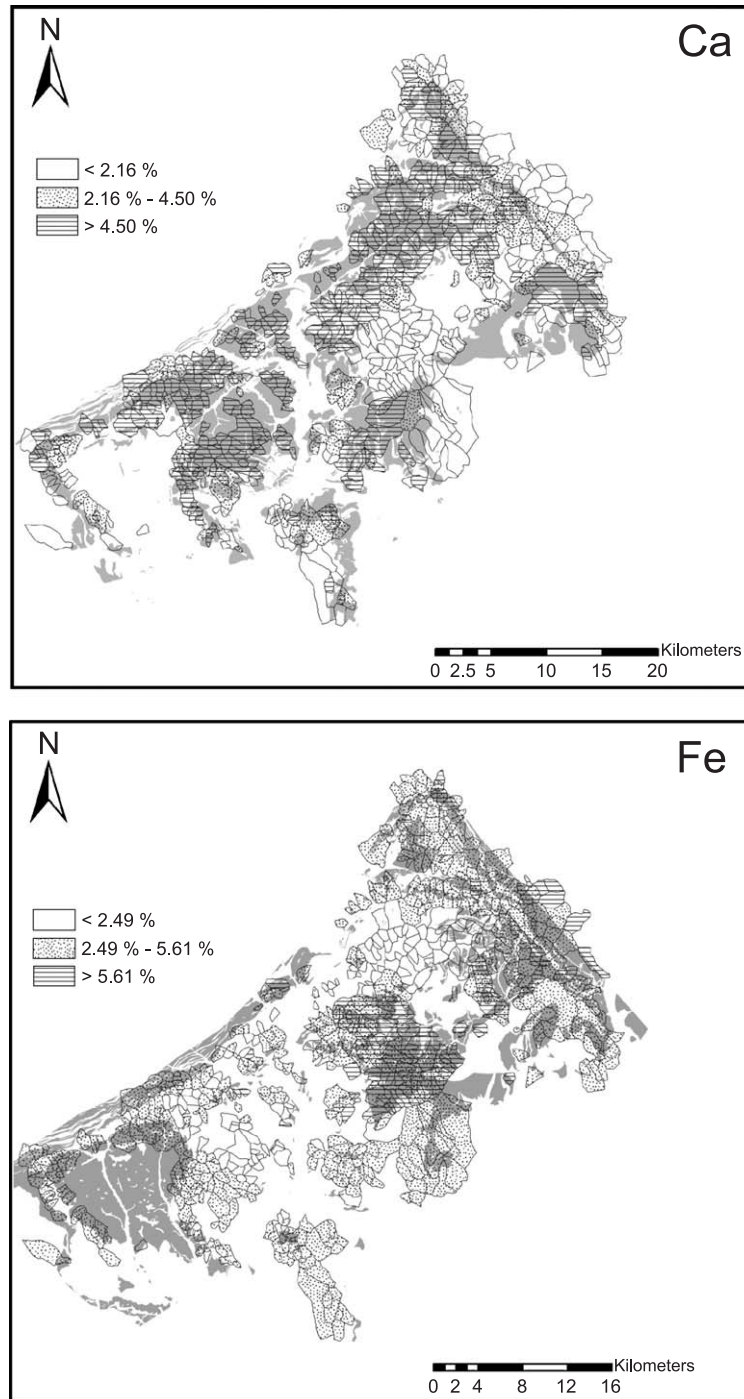 N
Ca
< 2.16 %
2.16 % - 4.50 %
> 4.50 %
Kilometers
0 2.5 5 10 15 20
N
Fe
< 2.49 %
2.49 % - 5.61 %
> 5.61 %
Kilometers
0 2 4 8 12 16